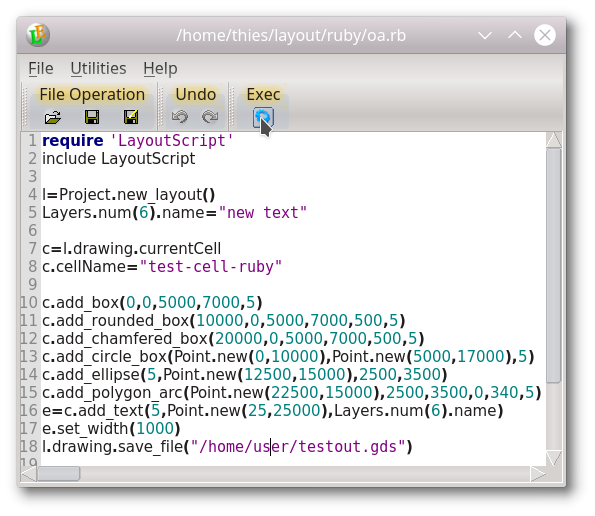 /home/thies/layout/ruby/oa.rb
File Utilities Help
File Operation Undo Exec
1 require 'LayoutScript'
2 include LayoutScript
3
4 l=Project.new_layout()
5 Layers.num(6).name="new text"
6
7 c=l.drawing.currentCell
8 c.cellName="test-cell-ruby"
9
10 c.add_box(0,0,5000,7000,5)
11 c.add_rounded_box(10000,0,5000,7000,500,5)
12 c.add_chamfered_box(20000,0,5000,7000,500,5)
13 c.add_circle_box(Point.new(0,10000),Point.new(5000,17000),5)
14 c.add_ellipse(5,Point.new(12500,15000),2500,3500)
15 c.add_polygon_arc(Point.new(22500,15000),2500,3500,0,340,5)
16 e=c.add_text(5,Point.new(25,25000),Layers.num(6).name)
17 e.set_width(1000)
18 l.drawing.save_file("/home/user/testout.gds")
19